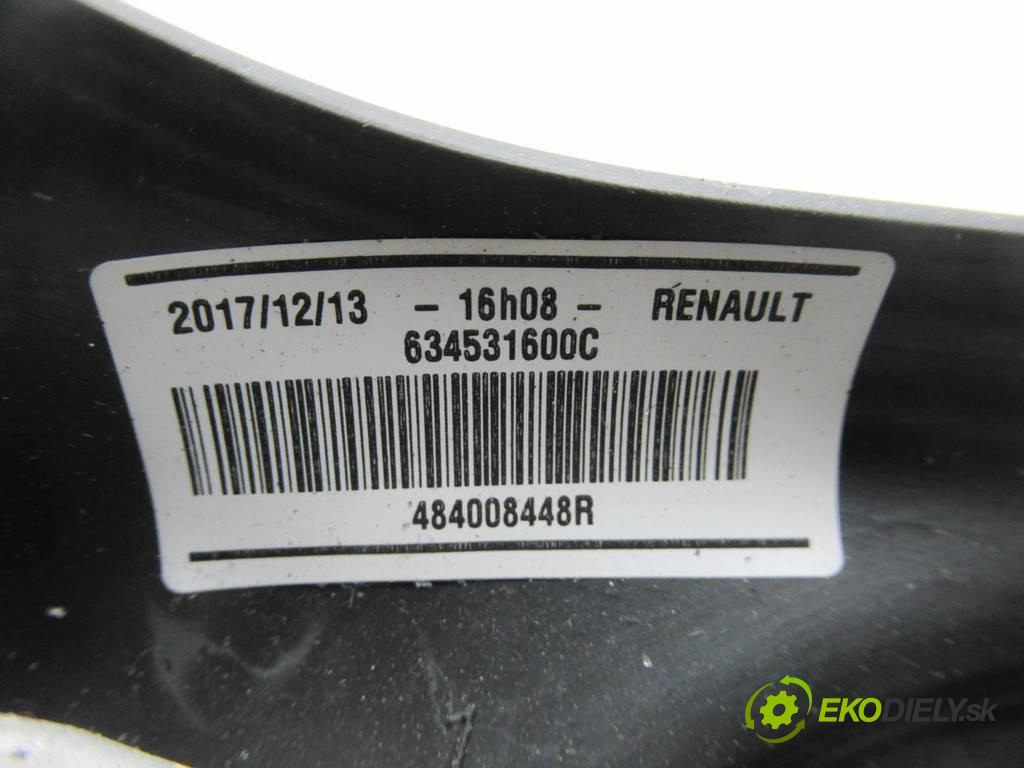 2017/12/13 – 16h08 – RENAULT
634531600C
484008448R
EKODIELY.sk